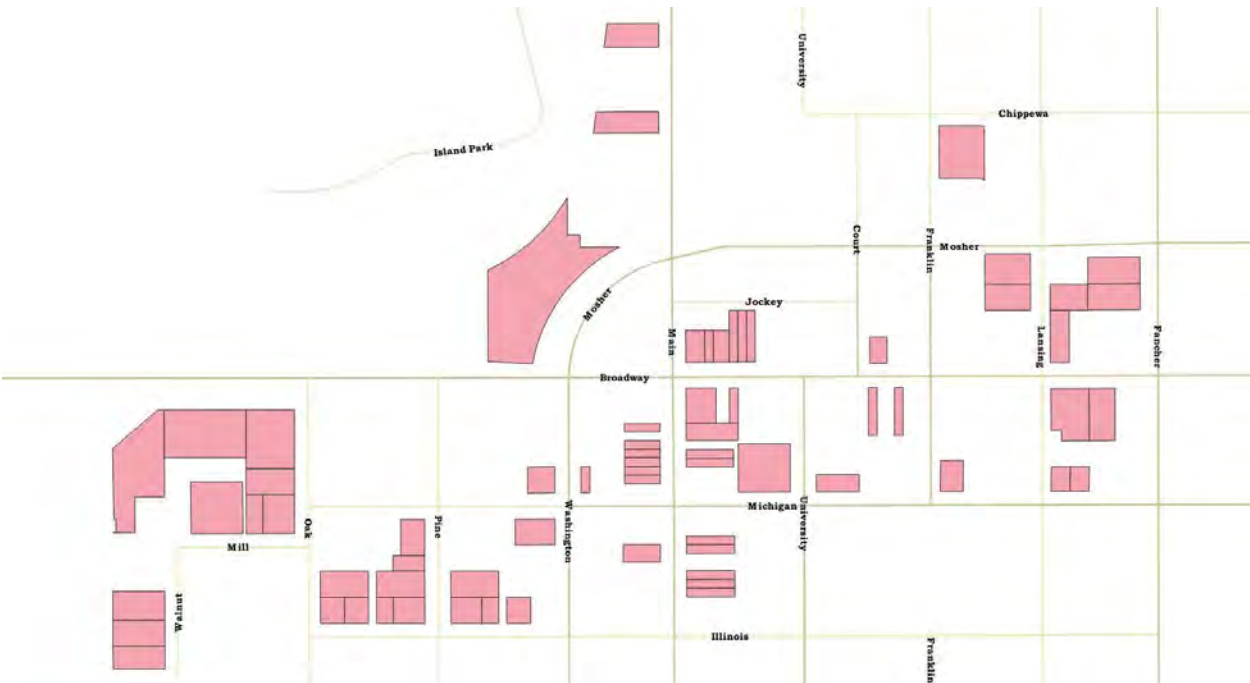 University
Chippewa
Island Park
Court
Franklin
Mosher
Mosher
Jockey
Main
Lansing
Fancher
Broadway
Michigan
University
Washington
Oak
Pine
Mill
Walnut
Illinois
Franklin